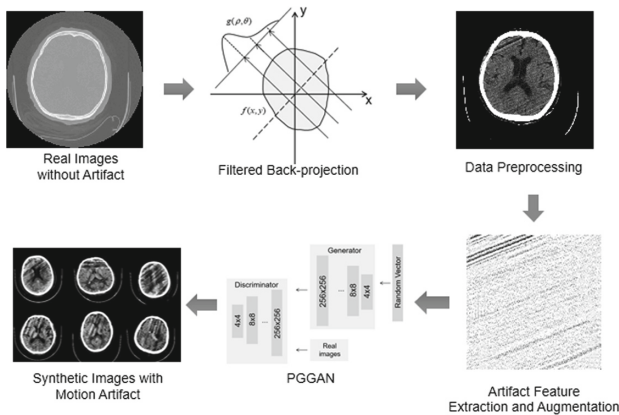 y
g(ρ,θ)
x
f(x,y)
Real Images
without Artifact
Filtered Back-projection
Data Preprocessing
Generator
256x256
...
8x8
4x4
Random Vector
Discriminator
4x4
8x8
...
256x256
Real
images
Synthetic Images with
Motion Artifact
PGGAN
Artifact Feature
Extraction and Augmentation